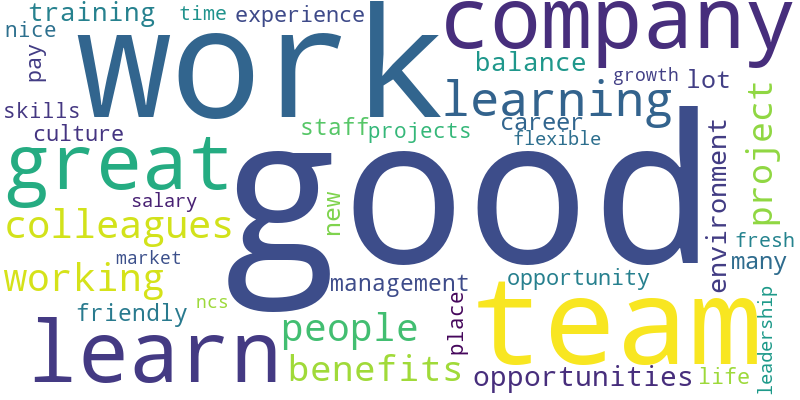 training
time
experience
company
nice
work
pay
balance
growth
lot
skills
learning
career
culture
staff
projects
flexible
project
great
good
environment
salary
colleagues
new
fresh
market
many
working
management
opportunity
ncs
friendly
place
team
leadership
learn
people
benefits
opportunities
life